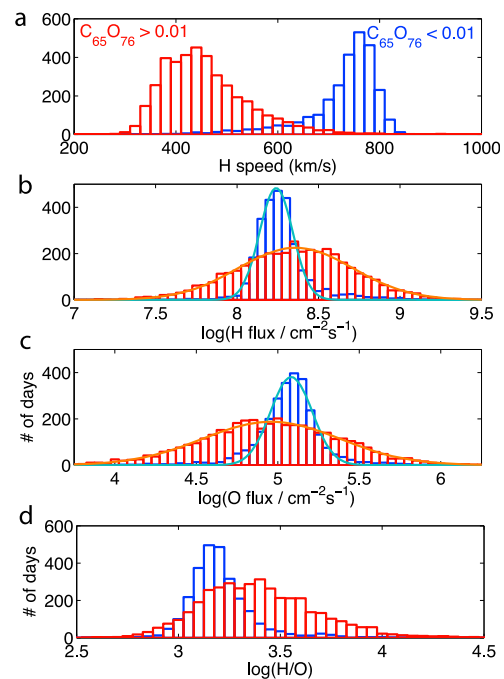 a
600
400
200
0
C₆₅O₇₆ > 0.01
C₆₅O₇₆ < 0.01
200 400 600 800 1000
H speed (km/s)
b
400
200
0
7 7.5 8 8.5 9 9.5
log(H flux / cm⁻²s⁻¹)
c
# of days
400
200
0
4 4.5 5 5.5 6
log(O flux / cm⁻²s⁻¹)
d
# of days
600
400
200
0
2.5 3 3.5 4 4.5
log(H/O)